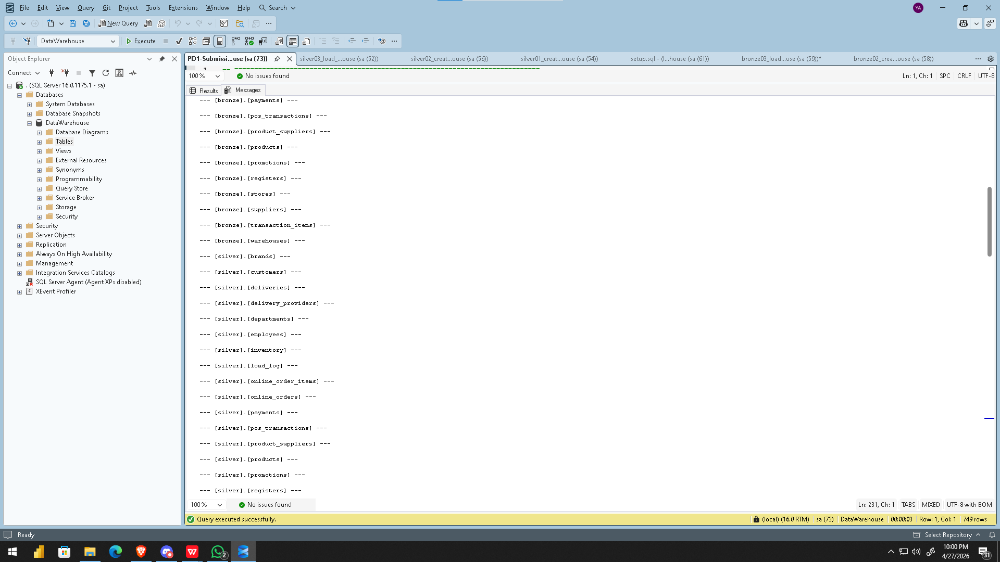 File Edit View Query Git Project Tools Extensions Window Help Search
YA
New Query
DataWarehouse
Execute
Object Explorer
Connect
. (SQL Server 16.0.1175.1 - sa)
Databases
System Databases
Database Snapshots
DataWarehouse
Database Diagrams
Tables
Views
External Resources
Synonyms
Programmability
Query Store
Service Broker
Storage
Security
Security
Server Objects
Replication
Always On High Availability
Management
Integration Services Catalogs
SQL Server Agent (Agent XPs disabled)
XEvent Profiler
PD1-Submissi...use (sa (73)) silver03_load_...ouse (sa (52)) silver02_creat...ouse (sa (56)) silver01_creat...ouse (sa (54)) setup.sql - (l...house (sa (61)) bronze03_load...use (sa (59))* bronze02_crea...ouse (sa (58))
100% No issues found Ln: 1, Ch: 1 SPC CRLF UTF-8
Results Messages
--- [bronze].[payments] ---
--- [bronze].[pos_transactions] ---
--- [bronze].[product_suppliers] ---
--- [bronze].[products] ---
--- [bronze].[promotions] ---
--- [bronze].[registers] ---
--- [bronze].[stores] ---
--- [bronze].[suppliers] ---
--- [bronze].[transaction_items] ---
--- [bronze].[warehouses] ---
--- [silver].[brands] ---
--- [silver].[customers] ---
--- [silver].[deliveries] ---
--- [silver].[delivery_providers] ---
--- [silver].[departments] ---
--- [silver].[employees] ---
--- [silver].[inventory] ---
--- [silver].[load_log] ---
--- [silver].[online_order_items] ---
--- [silver].[online_orders] ---
--- [silver].[payments] ---
--- [silver].[pos_transactions] ---
--- [silver].[product_suppliers] ---
--- [silver].[products] ---
--- [silver].[promotions] ---
--- [silver].[registers] ---
100% No issues found Ln: 231, Ch: 1 TABS MIXED UTF-8 with BOM
Query executed successfully. (local) (16.0 RTM) sa (73) DataWarehouse 00:00:03 Row: 1, Col: 1 749 rows
Ready Select Repository
W 2 10:00 PM
4/27/2026 31